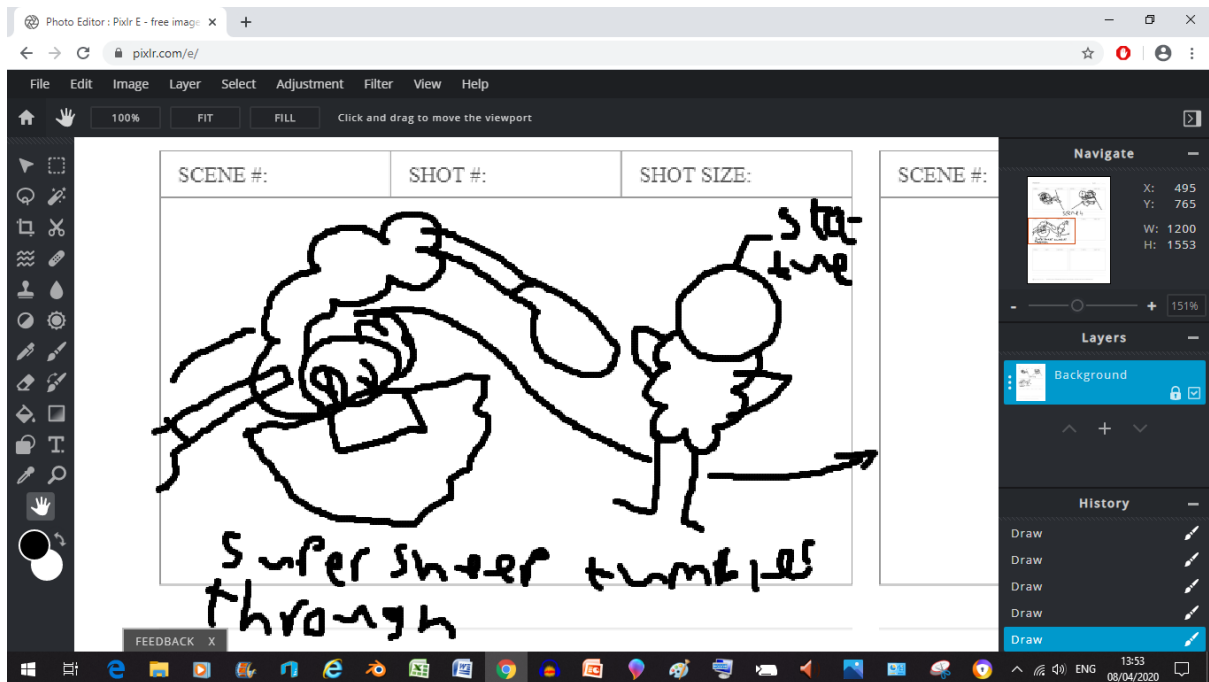 Photo Editor : Pixlr E - free image
pixlr.com/e/
File Edit Image Layer Select Adjustment Filter View Help
100% FIT FILL Click and drag to move the viewport
SCENE #: SHOT #: SHOT SIZE: SCENE #:
sta-
tue
super sheep tumbles
through
FEEDBACK X
Navigate
X: 495
Y: 765
W: 1200
H: 1553
151%
Layers
Background
History
Draw
Draw
Draw
Draw
Draw
ENG
13:53
08/04/2020